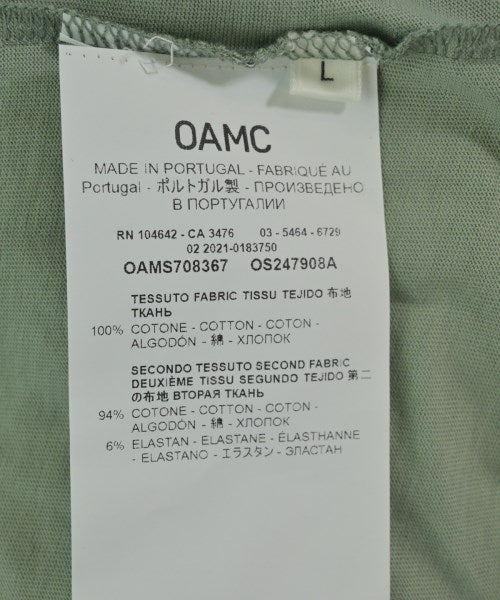 L
OAMC
MADE IN PORTUGAL - FABRIQUÉ AU
Portugal - ポルトガル製 - ПРОИЗВЕДЕНО
В ПОРТУГАЛИИ
RN 104642 - CA 3476 03 - 5464 - 6729
02 2021-0183750
OAMS708367 OS247908A
TESSUTO FABRIC TISSU TEJIDO 布地
ТКАНЬ
100% COTONE - COTTON - COTON -
ALGODÓN - 綿 - ХЛОПОК
SECONDO TESSUTO SECOND FABRIC
DEUXIÈME TISSU SEGUNDO TEJIDO 第二
の布地 ВТОРАЯ ТКАНЬ
94% COTONE - COTTON - COTON -
ALGODÓN - 綿 - ХЛОПОК
6% ELASTAN - ELASTANE - ÉLASTHANNE
- ELASTANO - エラスタン - ЭЛАСТАН